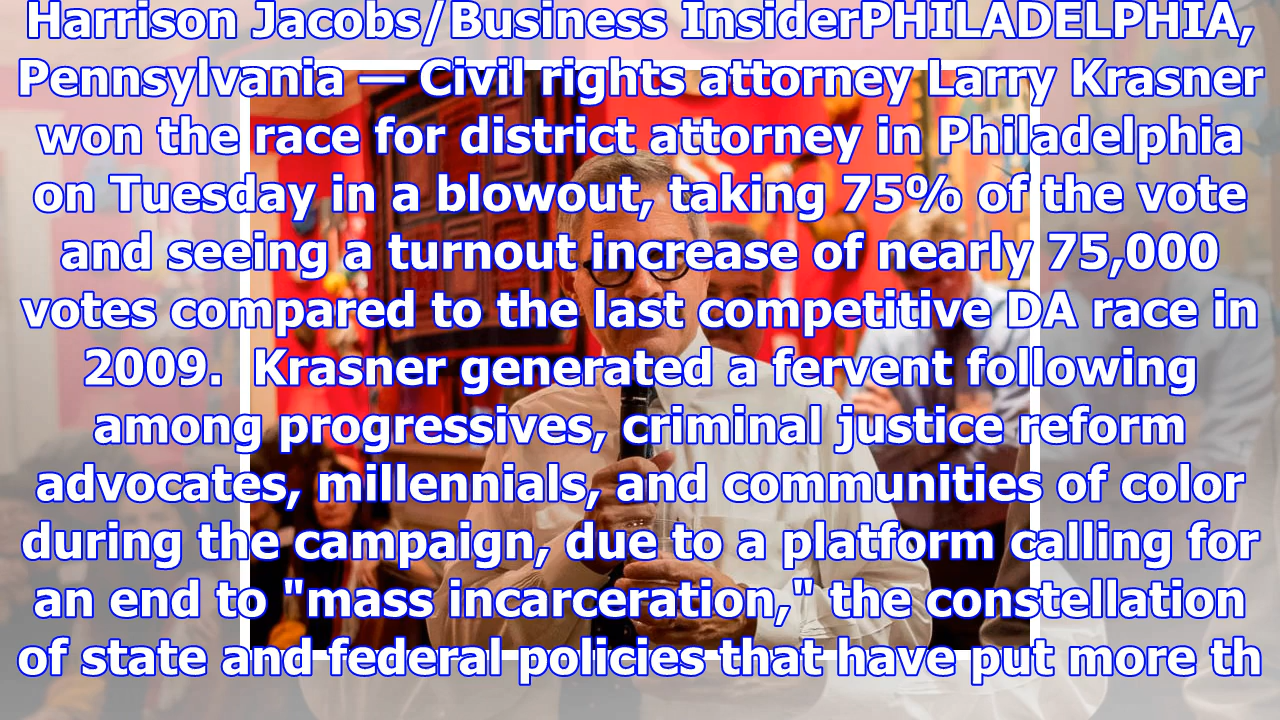 Harrison Jacobs/Business InsiderPHILADELPHIA,
Pennsylvania — Civil rights attorney Larry Krasner
won the race for district attorney in Philadelphia
on Tuesday in a blowout, taking 75% of the vote
and seeing a turnout increase of nearly 75,000
votes compared to the last competitive DA race in
2009.  Krasner generated a fervent following
among progressives, criminal justice reform
advocates, millennials, and communities of color
during the campaign, due to a platform calling for
an end to "mass incarceration," the constellation
of state and federal policies that have put more th